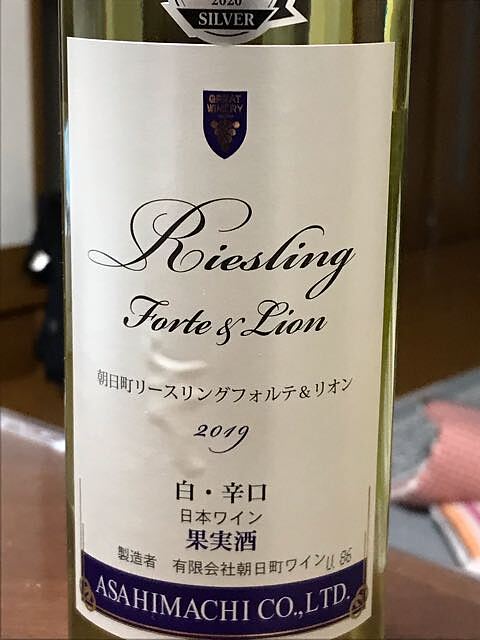 2020
SILVER
GREAT
WINERY
Riesling
Forte & Lion
朝日町リースリングフォルテ＆リオン
2019
白・辛口
日本ワイン
果実酒
製造者 有限会社朝日町ワインU.86
ASAHIMACHI CO.,LTD.